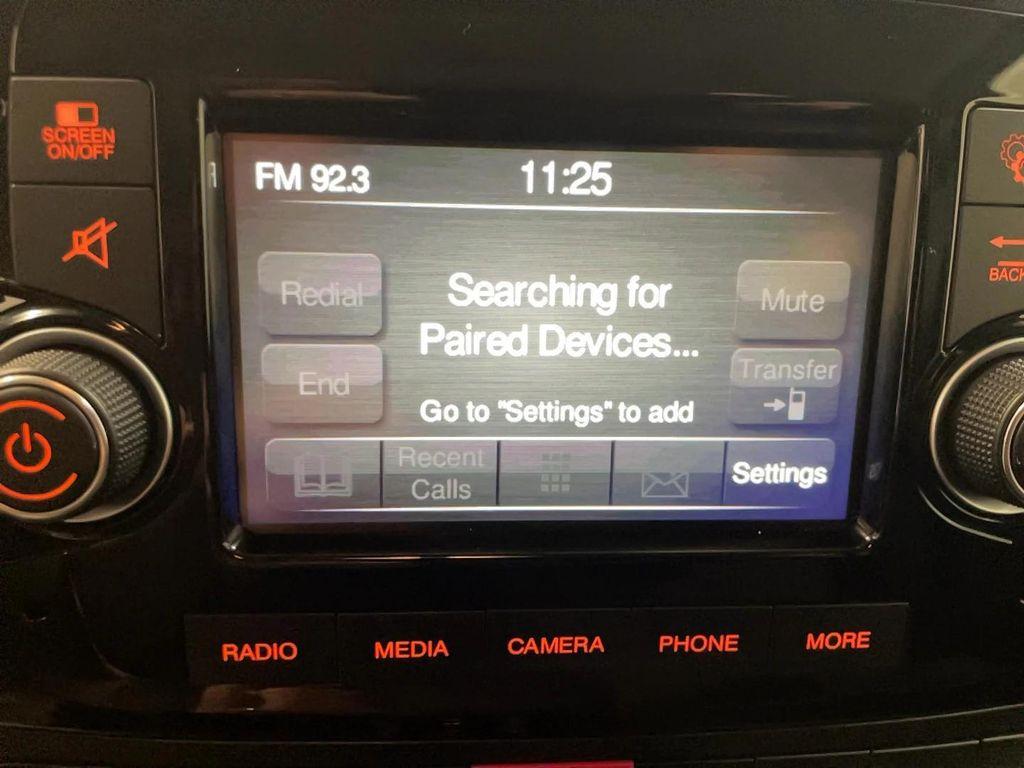 SCREEN
ON/OFF
FM 92.3
11:25
Redial
Searching for
Paired Devices...
Mute
End
Transfer
Go to "Settings" to add
Recent
Calls
Settings
BACK
RADIO
MEDIA
CAMERA
PHONE
MORE